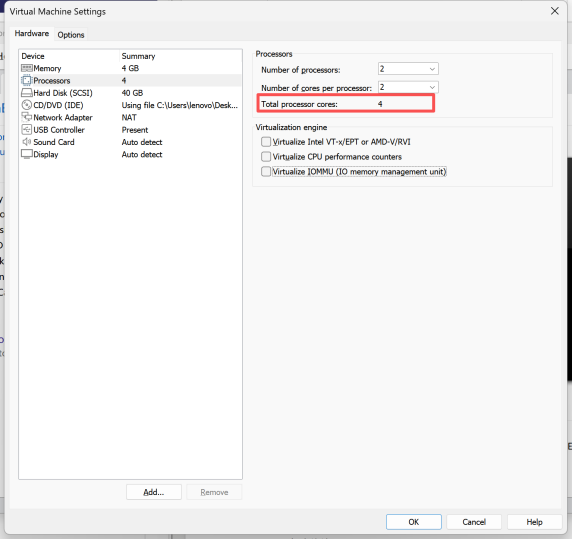 Virtual Machine Settings
Hardware Options
Device Summary
Memory 4 GB
Processors 4
Hard Disk (SCSI) 40 GB
CD/DVD (IDE) Using file C:\Users\lenovo\Desk...
Network Adapter NAT
USB Controller Present
Sound Card Auto detect
Display Auto detect
Add... Remove
Processors
Number of processors: 2
Number of cores per processor: 2
Total processor cores: 4
Virtualization engine
Virtualize Intel VT-x/EPT or AMD-V/RVI
Virtualize CPU performance counters
Virtualize IOMMU (IO memory management unit)
OK Cancel Help